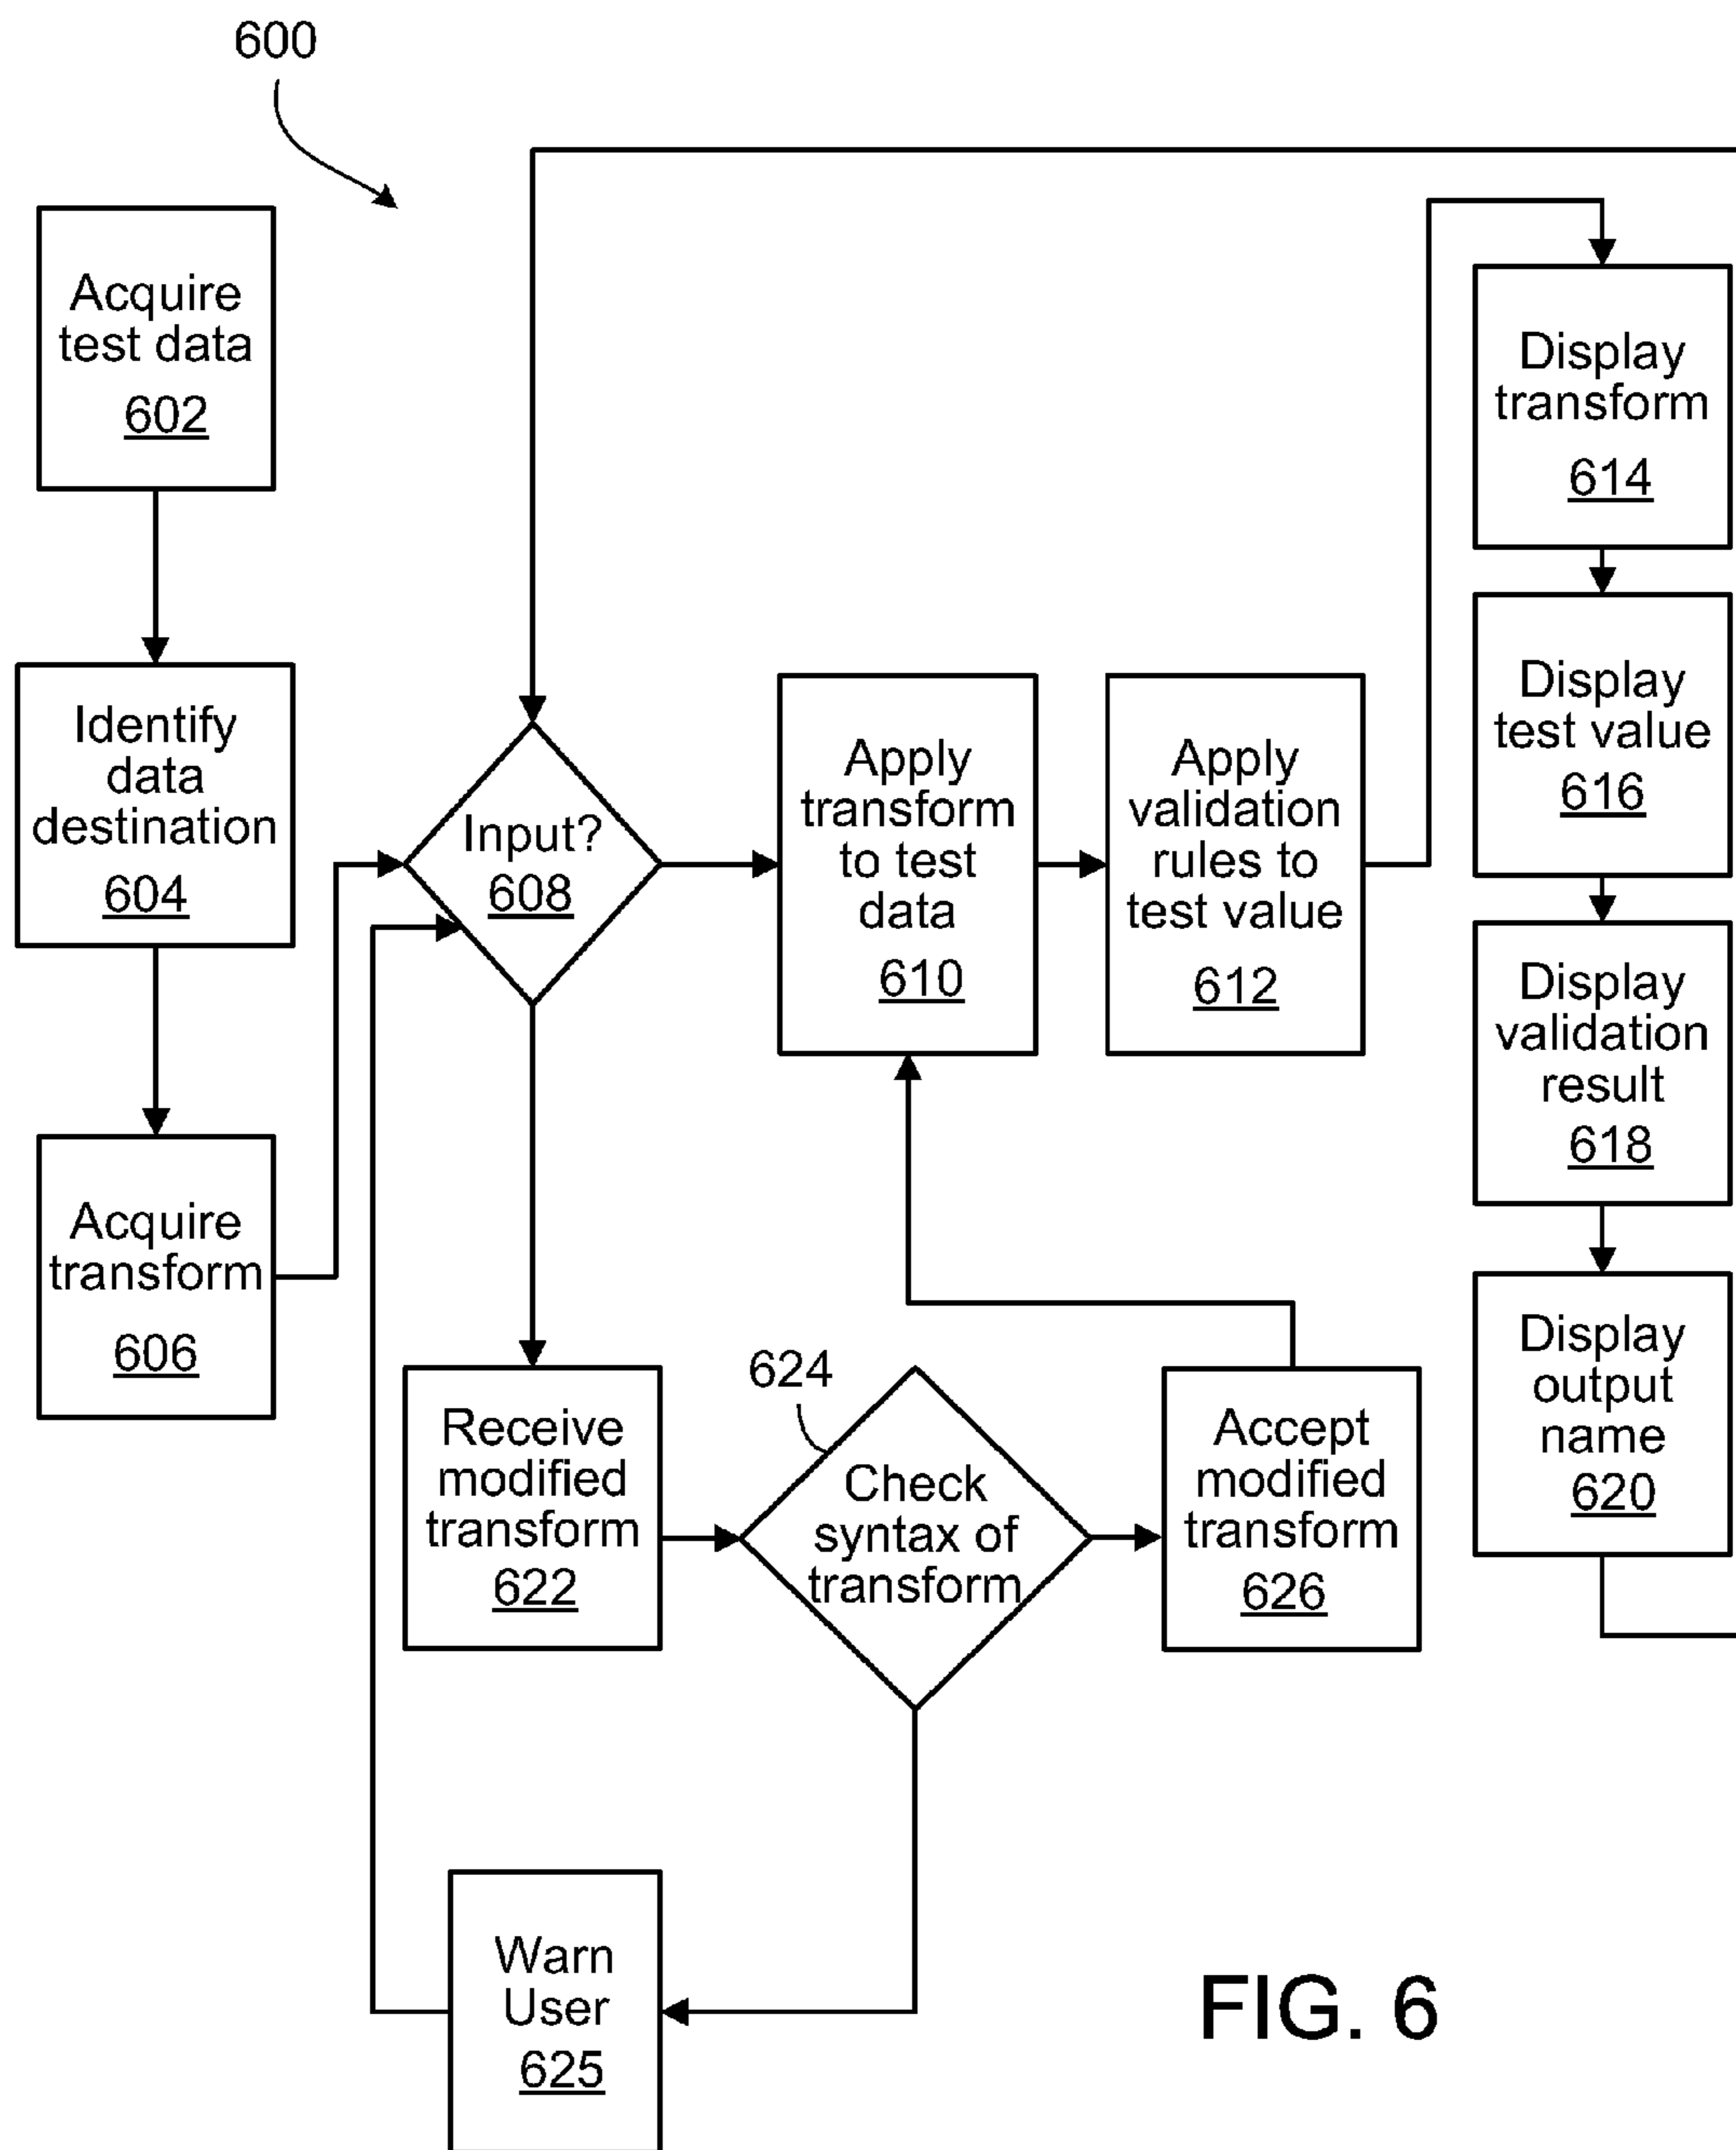 600
Acquire
test data
602
Identify
data
destination
604
Acquire
transform
606
Input?
608
Apply
transform
to test
data
610
Apply
validation
rules to
test value
612
Display
transform
614
Display
test value
616
Display
validation
result
618
Display
output
name
620
Receive
modified
transform
622
624
Check
syntax of
transform
Accept
modified
transform
626
Warn
User
625
FIG. 6